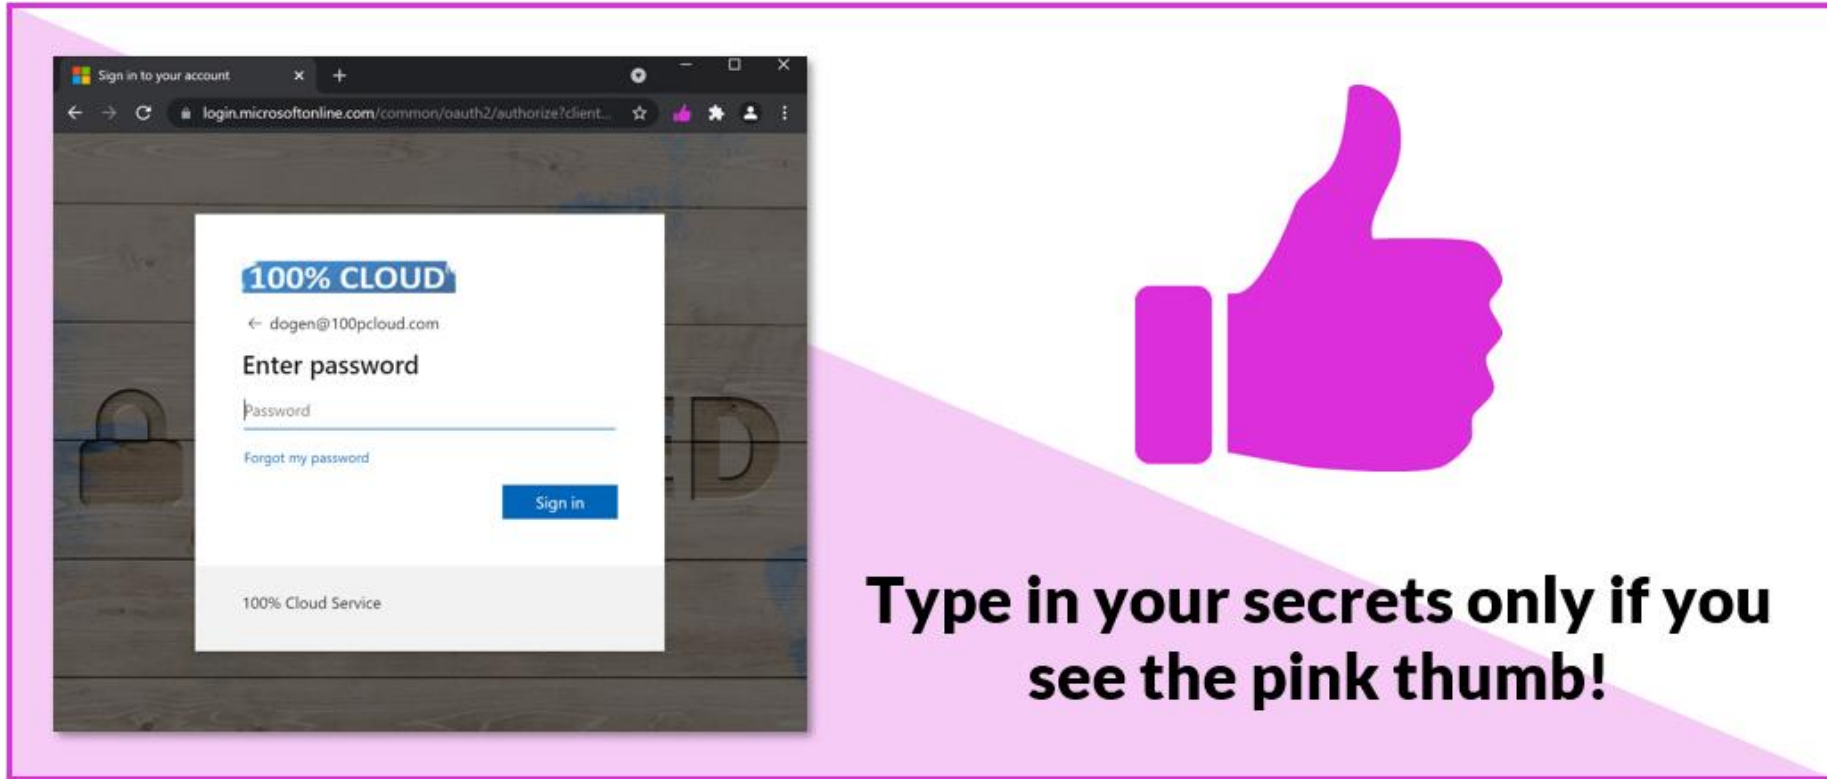 Sign in to your account
login.microsoftonline.com/common/oauth2/authorize?client...
100% CLOUD
dogen@100pcloud.com
Enter password
Password
Forgot my password
Sign in
100% Cloud Service
Type in your secrets only if you
see the pink thumb!